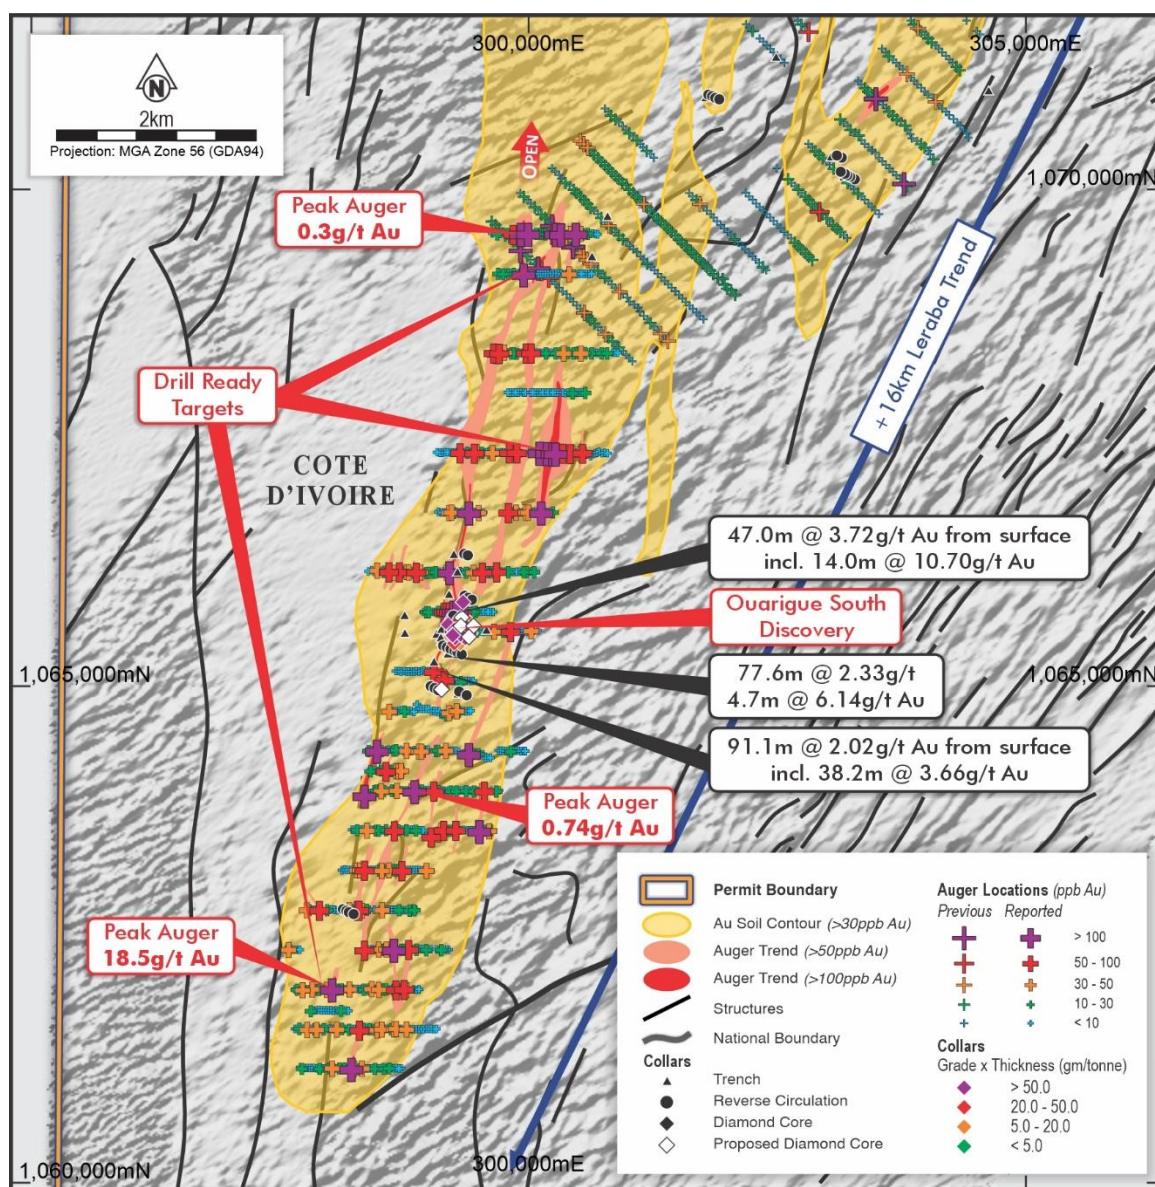 300,000mE
305,000mE
N
2km
Projection: MGA Zone 56 (GDA94)
OPEN
1,070,000mN
Peak Auger
0.3g/t Au
+16km Leraba Trend
Drill Ready
Targets
COTE
D'IVOIRE
47.0m @ 3.72g/t Au from surface
incl. 14.0m @ 10.70g/t Au
Ouarigue South
Discovery
1,065,000mN
77.6m @ 2.33g/t
4.7m @ 6.14g/t Au
1,065,000mN
91.1m @ 2.02g/t Au from surface
incl. 38.2m @ 3.66g/t Au
Peak Auger
0.74g/t Au
Peak Auger
18.5g/t Au
Permit Boundary
Au Soil Contour (>30ppb Au)
Auger Trend (>50ppb Au)
Auger Trend (>100ppb Au)
Structures
National Boundary
Collars
Trench
Reverse Circulation
Diamond Core
Proposed Diamond Core
Auger Locations (ppb Au)
Previous Reported
> 100
50 - 100
30 - 50
10 - 30
< 10
Collars
Grade x Thickness (gm/tonne)
> 50.0
20.0 - 50.0
5.0 - 20.0
< 5.0
1,060,000mN
300,000mE